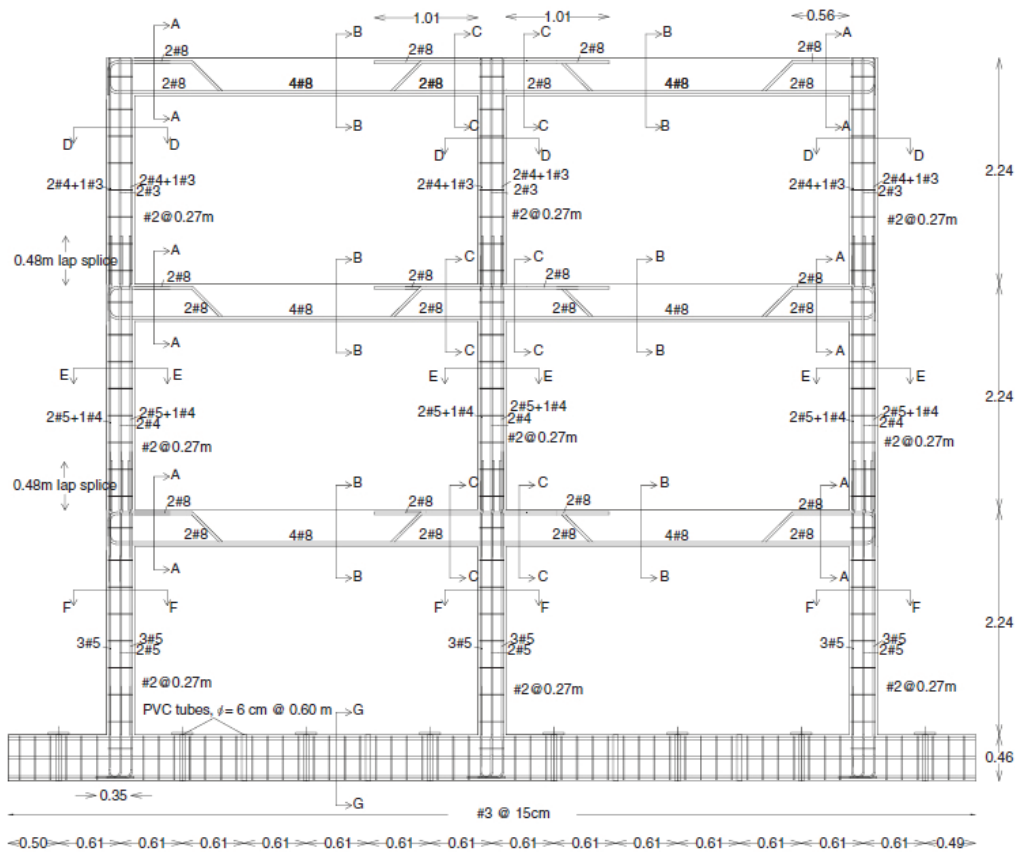 1.01 1.01 0.56
A B C C B A
2#8 2#8 2#8 2#8
2#8 4#8 2#8 2#8 4#8 2#8
A B C C B A
D D D D D D
2#4+1#3 2#4+1#3 2#4+1#3 2#4+1#3 2#4+1#3 2#4+1#3
2#3 2#3 2#3
2.24
#2@0.27m #2@0.27m #2@0.27m
0.48m lap splice
A B C C B A
2#8 2#8 2#8 2#8
2#8 4#8 2#8 2#8 4#8 2#8
A B C C B A
E E E E E E
2#5+1#4 2#5+1#4 2#5+1#4 2#5+1#4 2#5+1#4 2#5+1#4
2#4 2#4 2#4
2.24
#2@0.27m #2@0.27m #2@0.27m
0.48m lap splice
A B C C B A
2#8 2#8 2#8 2#8
2#8 4#8 2#8 2#8 4#8 2#8
A B C C B A
F F F F F F
2.24
3#5 3#5 3#5 3#5 3#5 3#5
2#5 2#5 2#5
#2@0.27m #2@0.27m #2@0.27m
PVC tubes, ϕ= 6 cm @ 0.60 m G
0.46
0.35 G
#3 @ 15cm
0.50 0.61 0.61 0.61 0.61 0.61 0.61 0.61 0.61 0.61 0.61 0.61 0.61 0.61 0.61 0.49